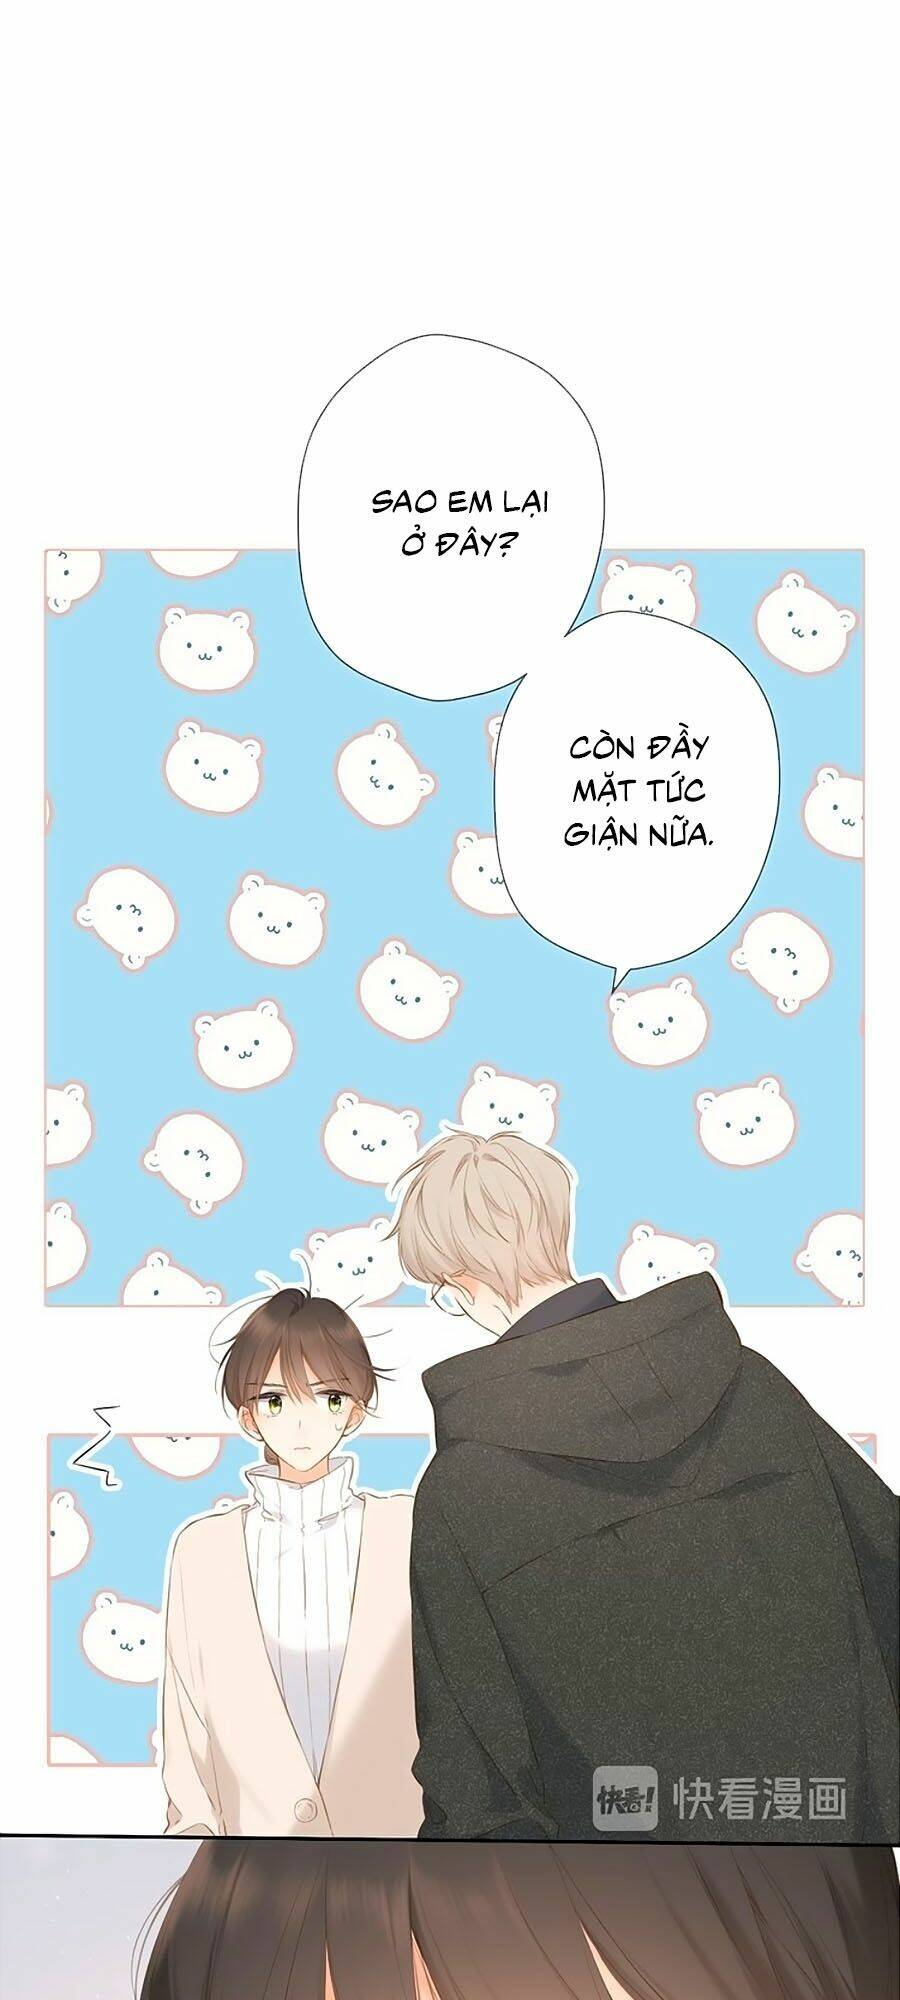 SAO EM LẠI
Ở ĐÂY?
CÒN ĐẦY
MẶT TỨC
GIẬN NỮA.
快看! 快看漫画